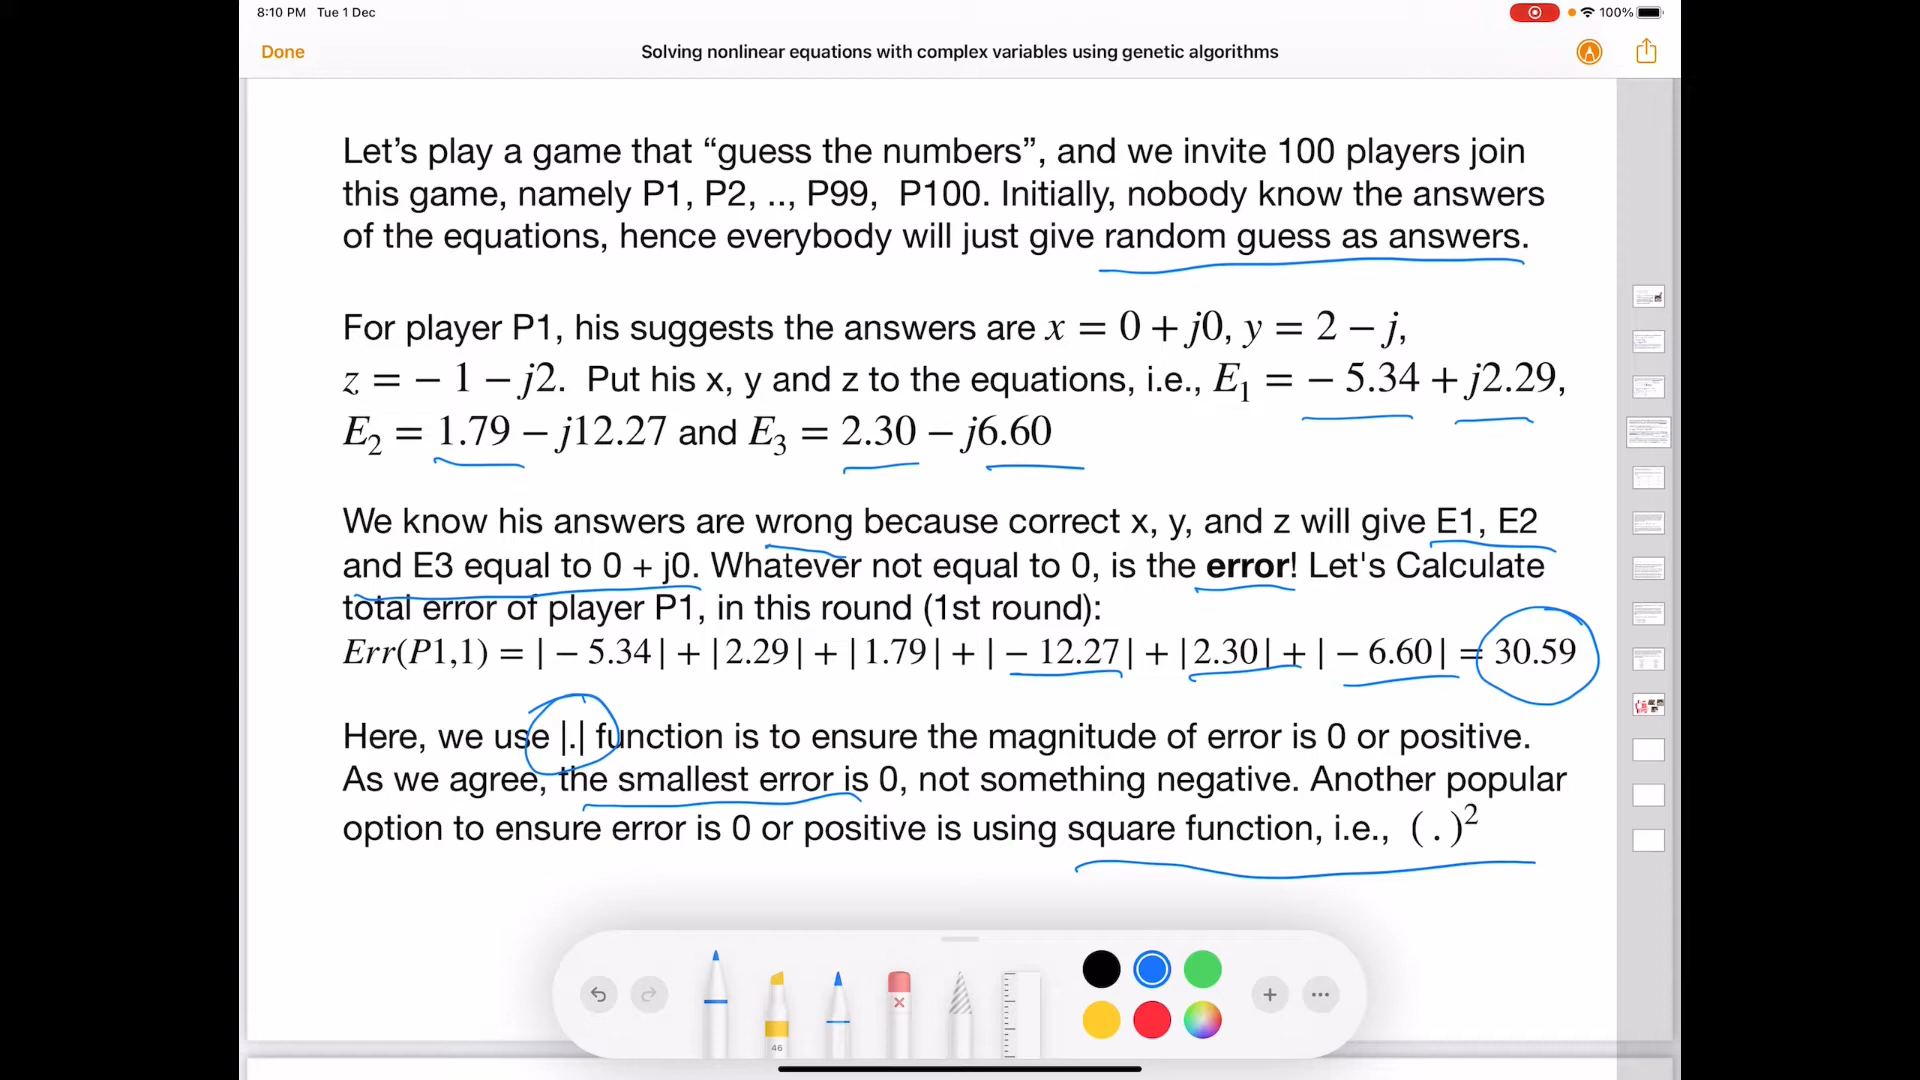 8:10 PM Tue 1 Dec
100%
Done
Solving nonlinear equations with complex variables using genetic algorithms
Let’s play a game that “guess the numbers”, and we invite 100 players join
this game, namely P1, P2, .., P99, P100. Initially, nobody know the answers
of the equations, hence everybody will just give random guess as answers.
For player P1, his suggests the answers are x = 0 + j0, y = 2 − j,
z = − 1 − j2. Put his x, y and z to the equations, i.e., E₁ = − 5.34 + j2.29,
E₂ = 1.79 − j12.27 and E₃ = 2.30 − j6.60
We know his answers are wrong because correct x, y, and z will give E1, E2
and E3 equal to 0 + j0. Whatever not equal to 0, is the error! Let's Calculate
total error of player P1, in this round (1st round):
Err(P1,1) = | − 5.34| + |2.29| + |1.79| + | − 12.27| + |2.30| + | − 6.60| = 30.59
Here, we use |.| function is to ensure the magnitude of error is 0 or positive.
As we agree, the smallest error is 0, not something negative. Another popular
option to ensure error is 0 or positive is using square function, i.e., ( . )²
46